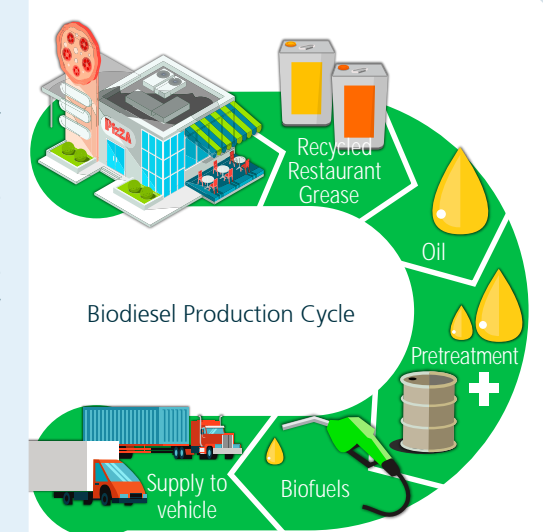 PIZZA
Recycled
Restaurant
Grease
Oil
Biodiesel Production Cycle
Pretreatment
Biofuels
Supply to
vehicle